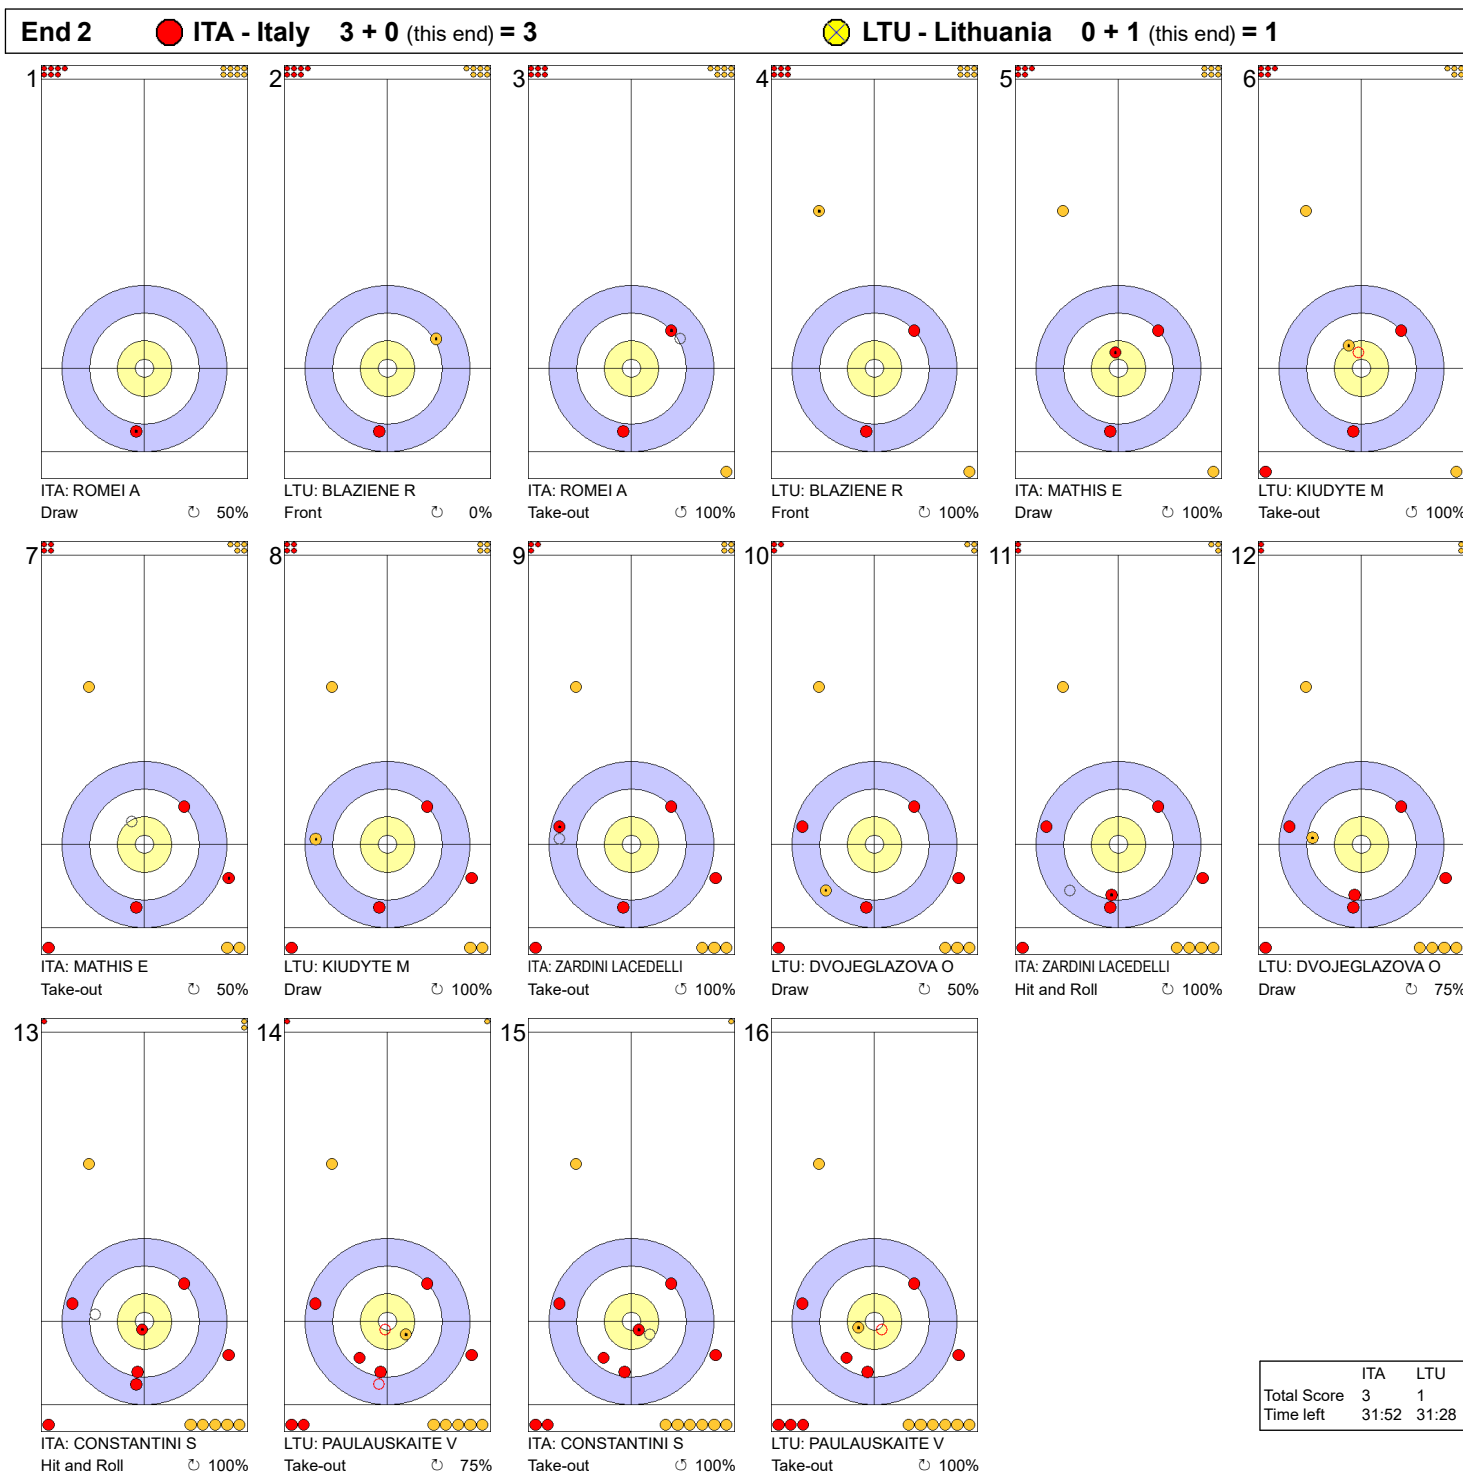 End 2 ITA - Italy 3 + 0 (this end) = 3 LTU - Lithuania 0 + 1 (this end) = 1
1 2 3 4 5 6
ITA: ROMEI A LTU: BLAZIENE R ITA: ROMEI A LTU: BLAZIENE R ITA: MATHIS E LTU: KIUDYTE M
Draw ↻ 50% Front ↻ 0% Take-out ↺ 100% Front ↻ 100% Draw ↻ 100% Take-out ↺ 100%
7 8 9 10 11 12
ITA: MATHIS E LTU: KIUDYTE M ITA: ZARDINI LACEDELLI LTU: DVOJEGLAZOVA O ITA: ZARDINI LACEDELLI LTU: DVOJEGLAZOVA O
Take-out ↻ 50% Draw ↻ 100% Take-out ↺ 100% Draw ↻ 50% Hit and Roll ↻ 100% Draw ↻ 75%
13 14 15 16
ITA LTU
Total Score 3 1
Time left 31:52 31:28
ITA: CONSTANTINI S LTU: PAULAUSKAITE V ITA: CONSTANTINI S LTU: PAULAUSKAITE V
Hit and Roll ↻ 100% Take-out ↻ 75% Take-out ↺ 100% Take-out ↻ 100%